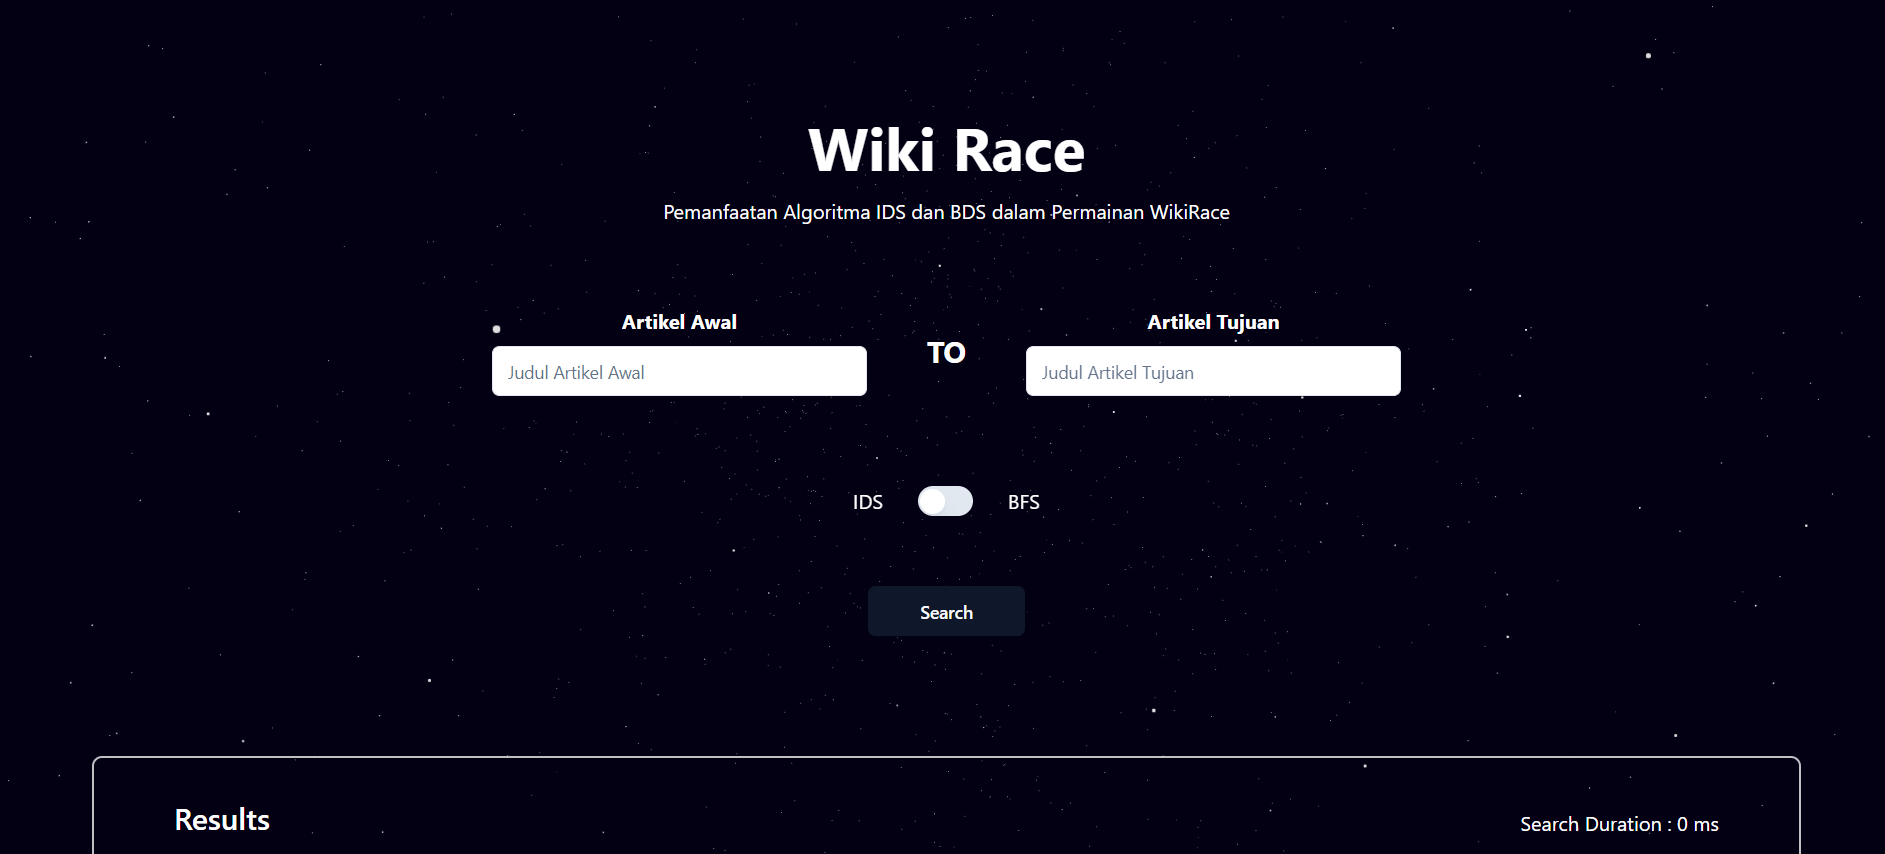 Wiki Race
Pemanfaatan Algoritma IDS dan BDS dalam Permainan WikiRace
Artikel Awal
Judul Artikel Awal
TO
Artikel Tujuan
Judul Artikel Tujuan
IDS
BFS
Search
Results
Search Duration : 0 ms